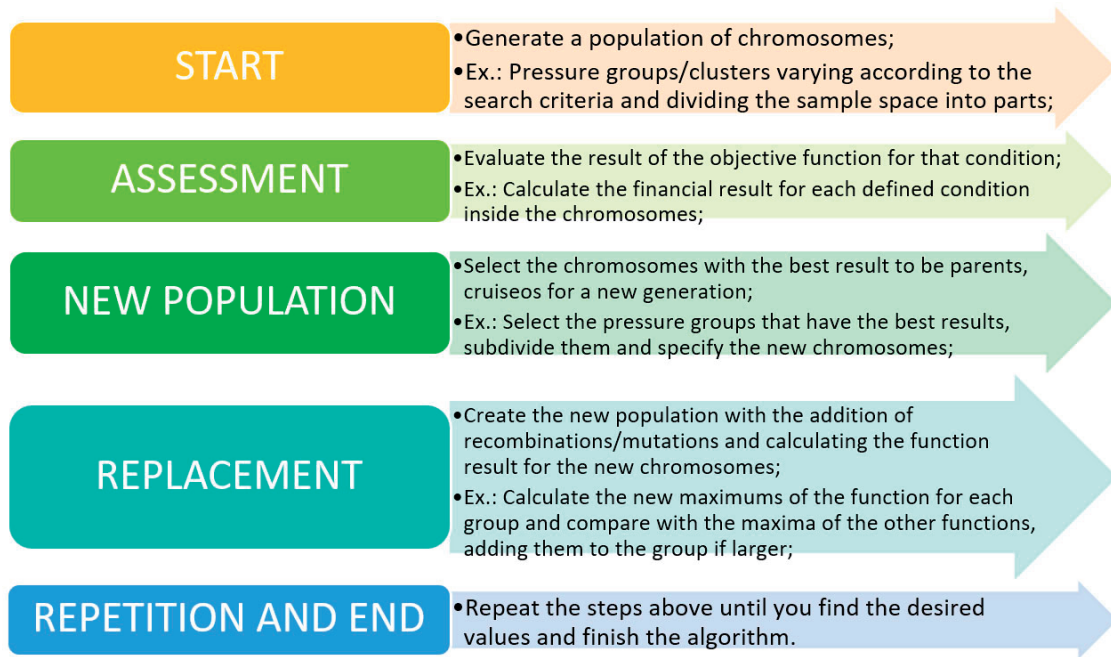 START
•Generate a population of chromosomes;
•Ex.: Pressure groups/clusters varying according to the
search criteria and dividing the sample space into parts;
ASSESSMENT
•Evaluate the result of the objective function for that condition;
•Ex.: Calculate the financial result for each defined condition
inside the chromosomes;
NEW POPULATION
•Select the chromosomes with the best result to be parents,
cruiseos for a new generation;
•Ex.: Select the pressure groups that have the best results,
subdivide them and specify the new chromosomes;
REPLACEMENT
•Create the new population with the addition of
recombinations/mutations and calculating the function
result for the new chromosomes;
•Ex.: Calculate the new maximums of the function for each
group and compare with the maxima of the other functions,
adding them to the group if larger;
REPETITION AND END
•Repeat the steps above until you find the desired
values and finish the algorithm.